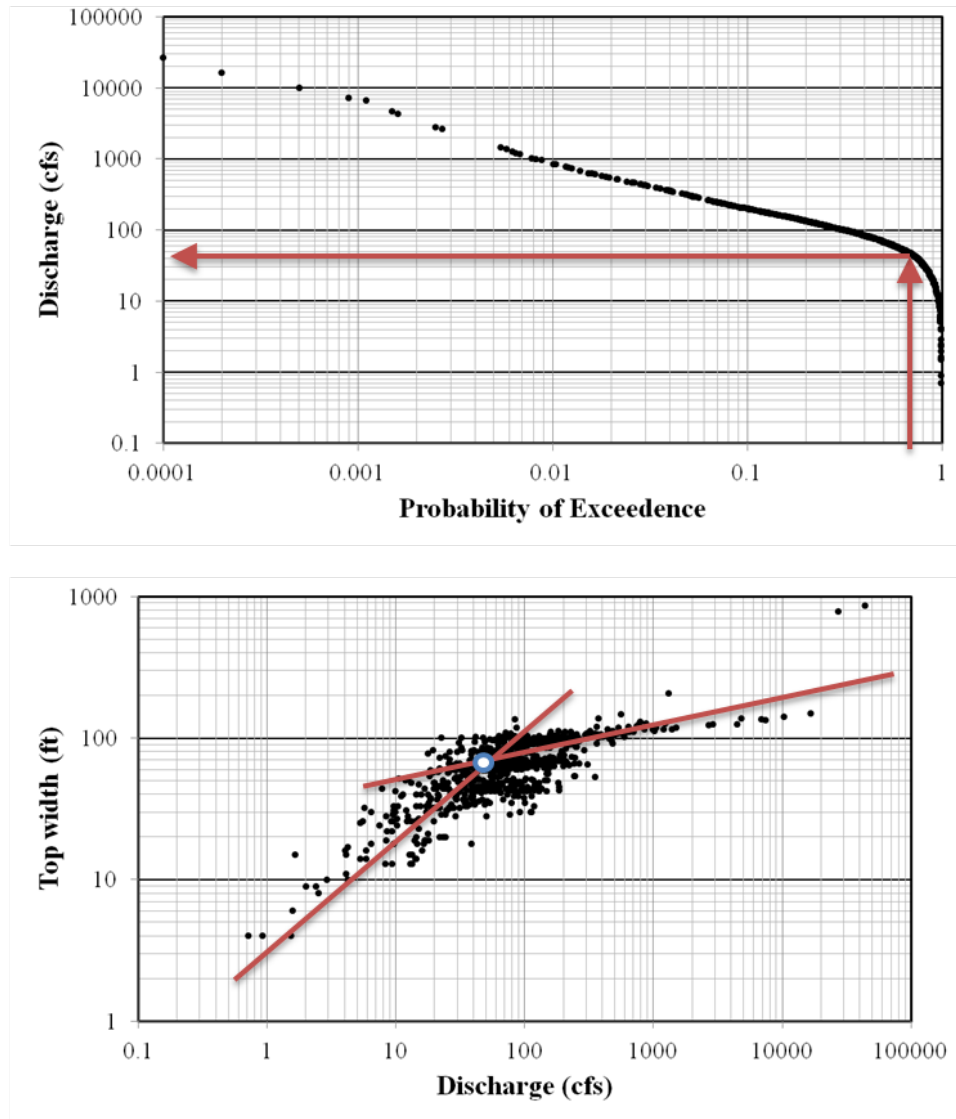 100000
10000
1000
100
10
1
0.1
Discharge (cfs)
0.0001 0.001 0.01 0.1 1
Probability of Exceedence
1000
100
10
1
Top width (ft)
0.1 1 10 100 1000 10000 100000
Discharge (cfs)